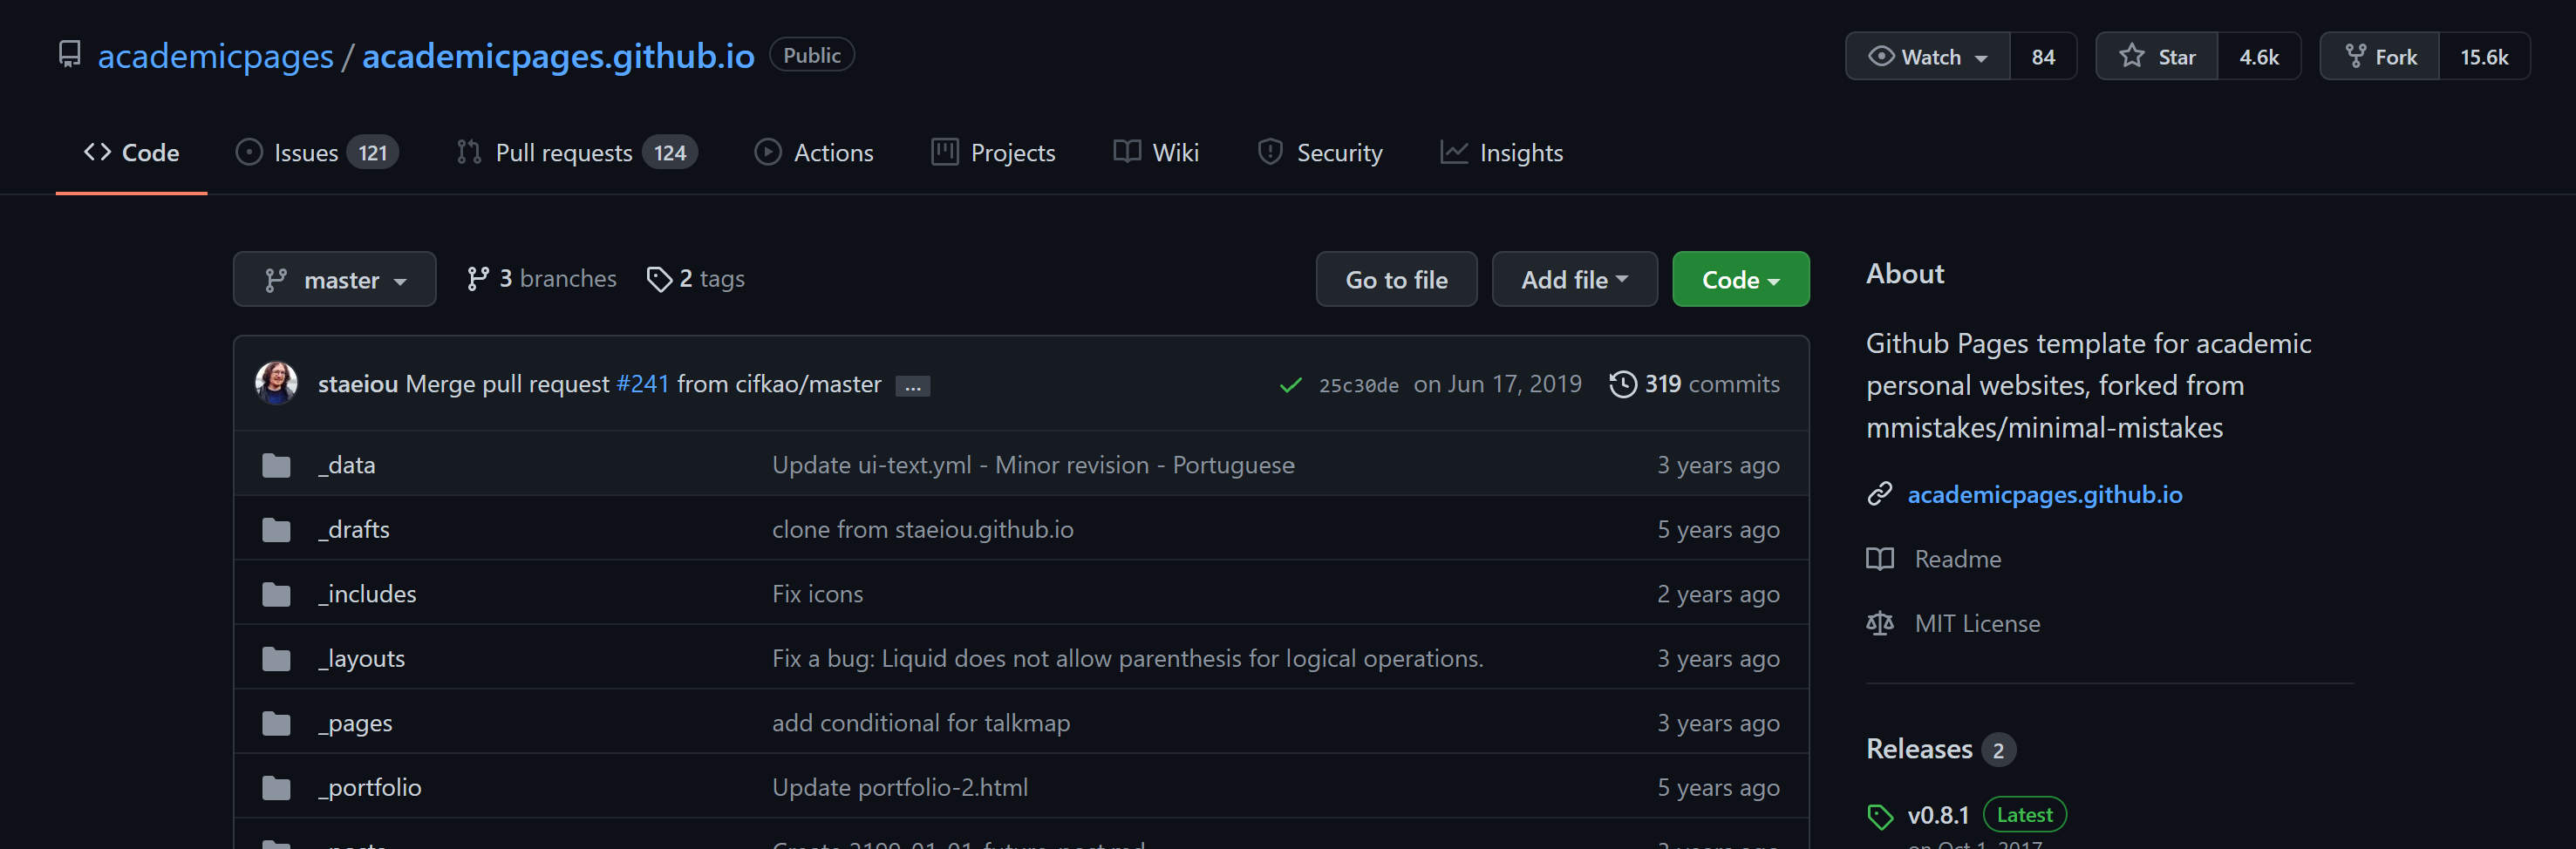 academicpages / academicpages.github.io Public Watch 84 Star 4.6k Fork 15.6k
Code Issues 121 Pull requests 124 Actions Projects Wiki Security Insights
master 3 branches 2 tags Go to file Add file Code
staeiou Merge pull request #241 from cifkao/master ... 25c30de on Jun 17, 2019 319 commits
_data Update ui-text.yml - Minor revision - Portuguese 3 years ago
_drafts clone from staeiou.github.io 5 years ago
_includes Fix icons 2 years ago
_layouts Fix a bug: Liquid does not allow parenthesis for logical operations. 3 years ago
_pages add conditional for talkmap 3 years ago
_portfolio Update portfolio-2.html 5 years ago
About
Github Pages template for academic
personal websites, forked from
mmistakes/minimal-mistakes
academicpages.github.io
Readme
MIT License
Releases 2
v0.8.1 Latest